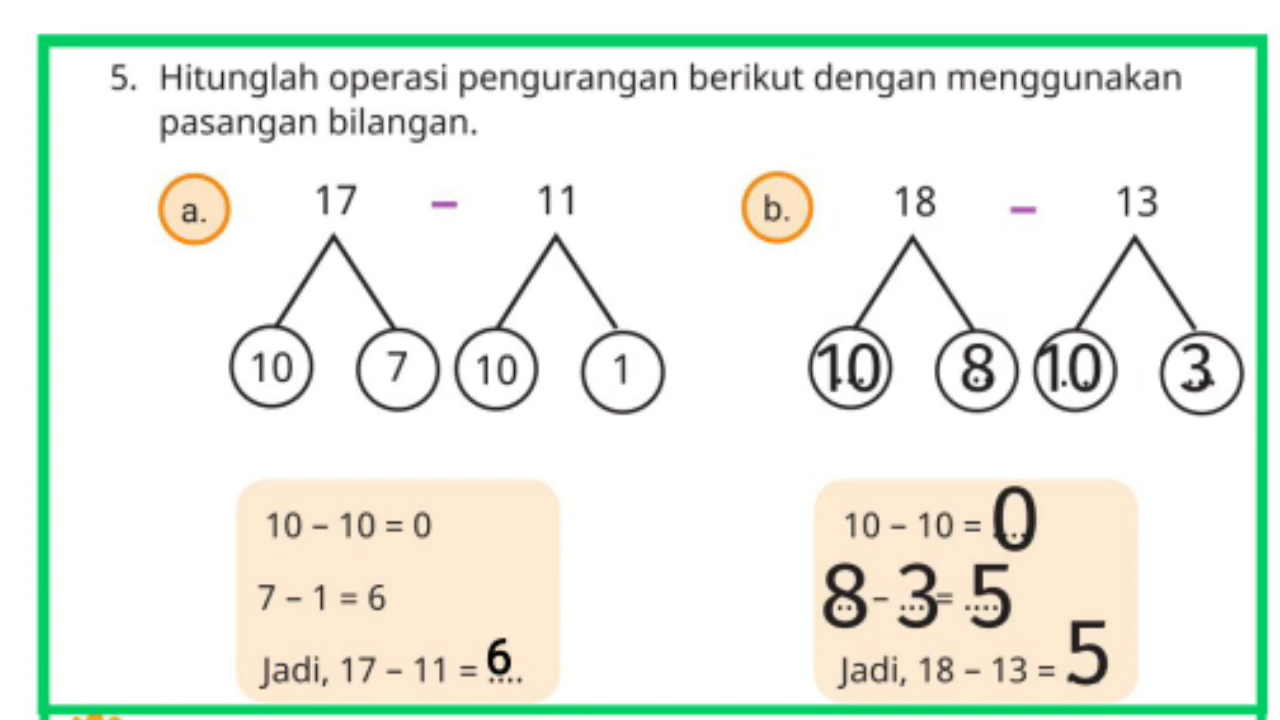 5. Hitunglah operasi pengurangan berikut dengan menggunakan
pasangan bilangan.
a. 17 – 11
10 7 10 1
10 – 10 = 0
7 – 1 = 6
Jadi, 17 – 11 = 6
b. 18 – 13
10 8 10 3
10 – 10 = 0
8 – 3 = 5
Jadi, 18 – 13 = 5